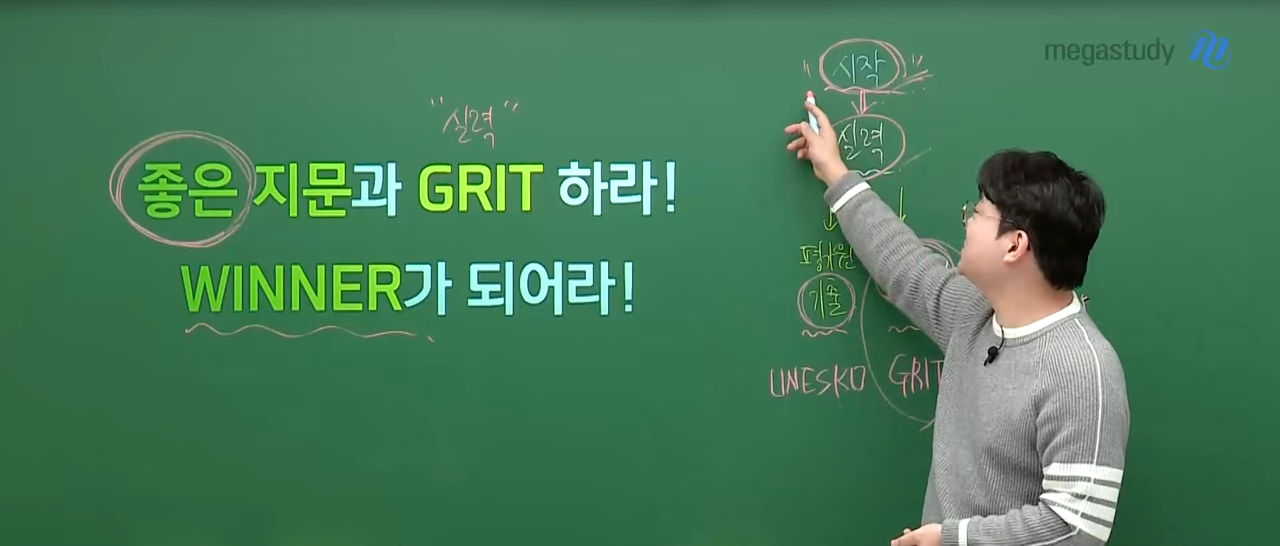 megastudy
"실력"
좋은 지문과 GRIT 하라!
WINNER가 되어라!
"시작"
실력
평가원
기출
UNESKO GRIT